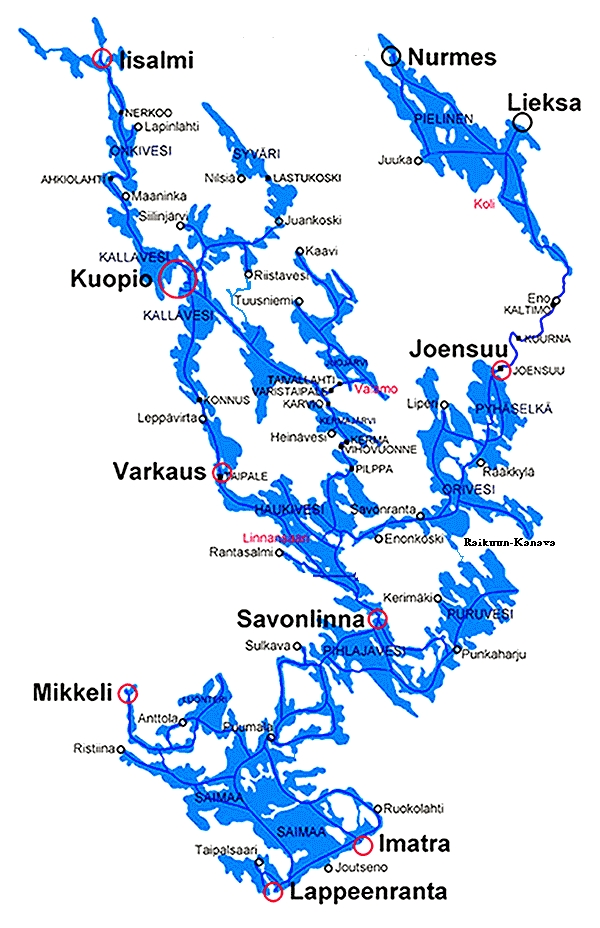 Iisalmi
Nurmes
Lieksa
NERKOO
Lapinlahti
PIELINEN
ONKIVESI
SYVÄRI
Juuka
AHKIOLAHTI
Nilsiä
LASTUKOSKI
Maaninka
Koli
Siilinjärvi
Juankoski
KALLAVESI
Kaavi
Kuopio
Riistavesi
Tuusniemi
Eno
KALTIMO
KALLAVESI
KUURNA
Joensuu
JUOJÄRVI
JOENSUU
TAIVALLAHTI
Valamo
VARISTAIPALE
KONNUS
KARVIO
Liperi
PYHÄSELKÄ
Leppävirta
KERMAJÄRVI
Heinävesi
KERMA
VIHOVUONNE
Varkaus
TAIPALE
PILPPA
Rääkkylä
ORIVESI
HAUKIVESI
Savonranta
Linnansaari
Enonkoski
Raikuun-Kanava
Rantasalmi
Kerimäki
PURUVESI
Savonlinna
Sulkava
PIHLAJAVESI
Punkaharju
Mikkeli
LUONTERI
Anttola
Puumala
Ristiina
SAIMAA
Ruokolahti
SAIMAA
Imatra
Taipalsaari
Joutseno
Lappeenranta